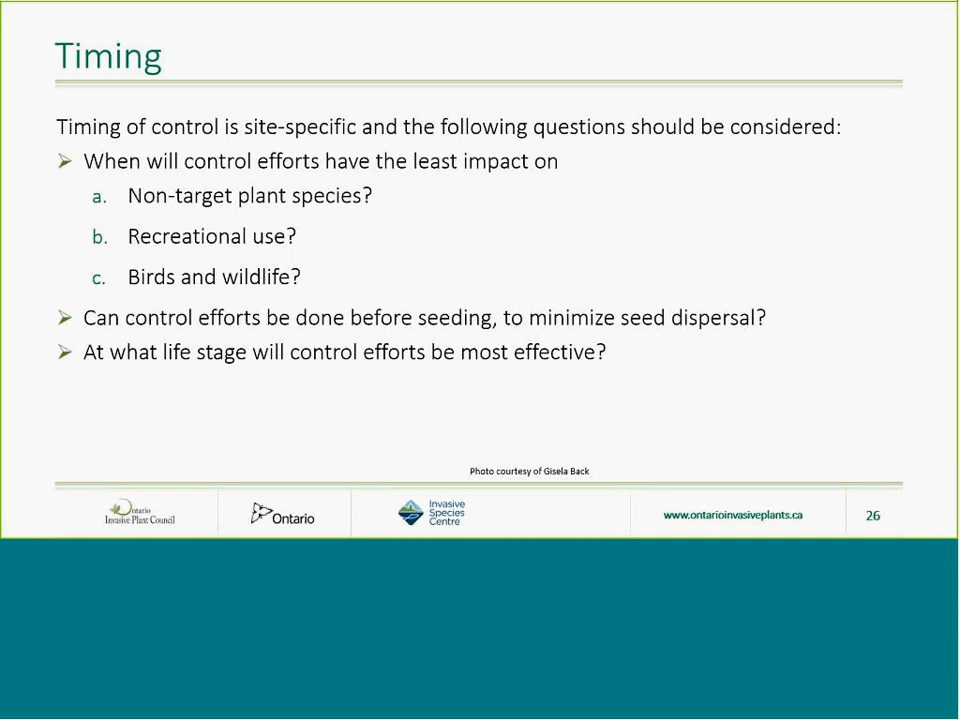 Timing
Timing of control is site-specific and the following questions should be considered:
When will control efforts have the least impact on
a. Non-target plant species?
b. Recreational use?
c. Birds and wildlife?
Can control efforts be done before seeding, to minimize seed dispersal?
At what life stage will control efforts be most effective?
Photo courtesy of Gisela Back
Ontario
Invasive Plant Council
Ontario
Invasive
Species
Centre
www.ontarioinvasiveplants.ca
26